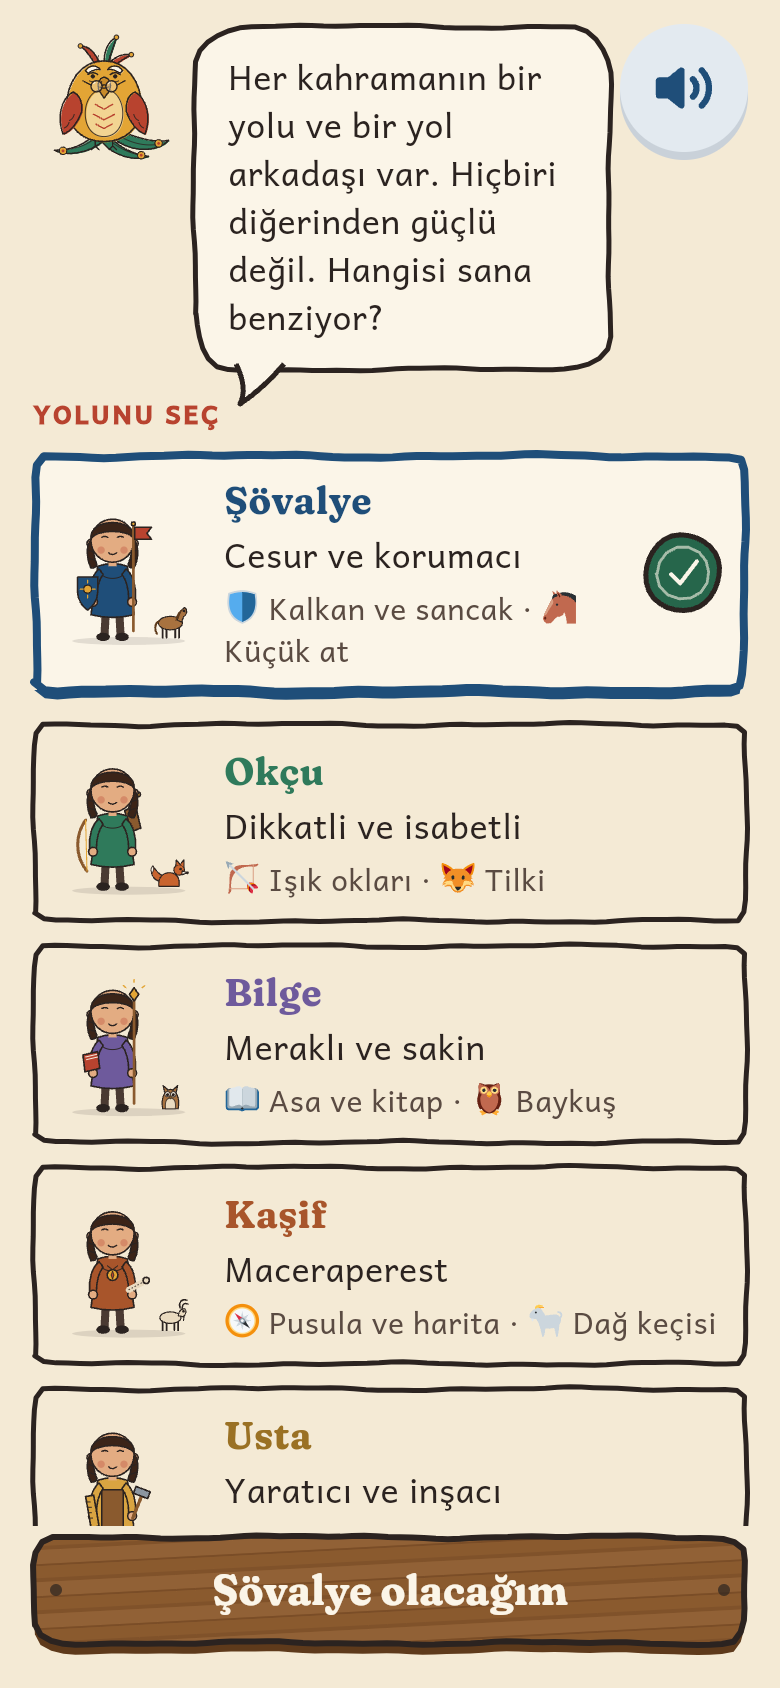 Her kahramanın bir
yolu ve bir yol
arkadaşı var. Hiçbiri
diğerinden güçlü
değil. Hangisi sana
benziyor?
YOLUNU SEÇ
Şövalye
Cesur ve korumacı
Kalkan ve sancak ·
Küçük at
Okçu
Dikkatli ve isabetli
Işık okları · Tilki
Bilge
Meraklı ve sakin
Asa ve kitap · Baykuş
Kaşif
Maceraperest
Pusula ve harita · Dağ keçisi
Usta
Yaratıcı ve inşacı
Şövalye olacağım